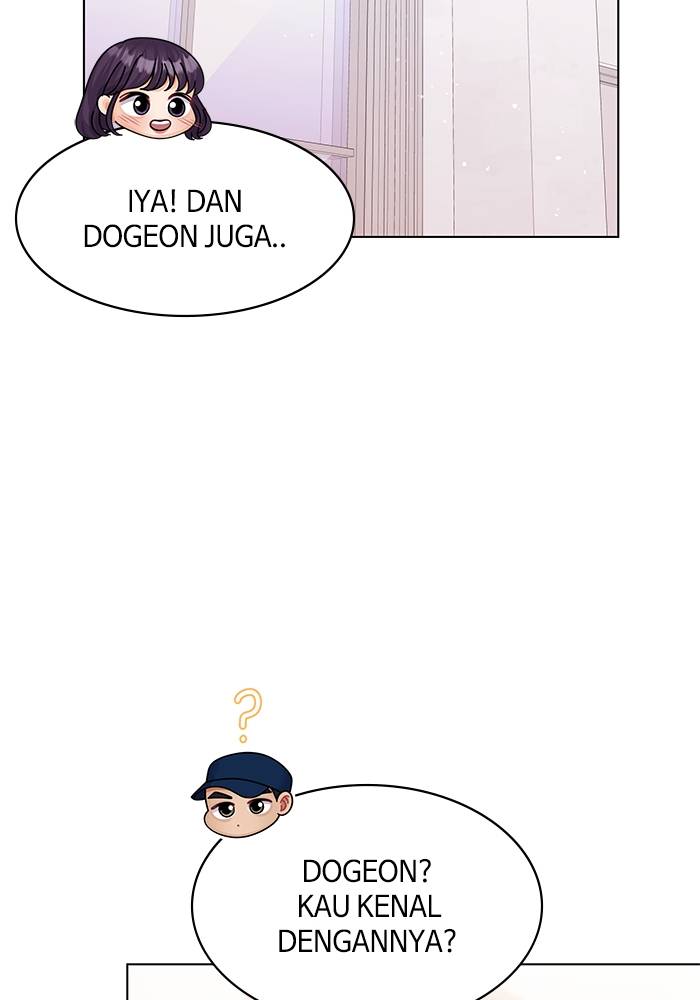 IYA! DAN
DOGEON JUGA..
?
DOGEON?
KAU KENAL
DENGANNYA?